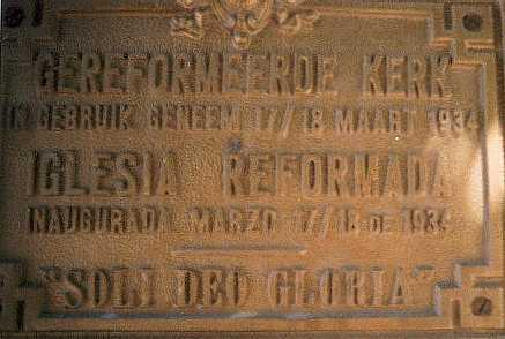 GEREFORMEERDE KERK
IN GEBRUIK GENEEM 17/18 MAART 1934
IGLESIA REFORMADA
INAUGURADA MARZO 17/18 DE 1934
"SOLI DEO GLORIA"